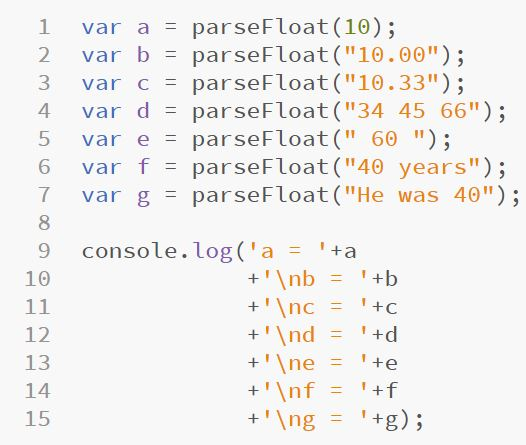 1 var a = parseFloat(10);
2 var b = parseFloat("10.00");
3 var c = parseFloat("10.33");
4 var d = parseFloat("34 45 66");
5 var e = parseFloat(" 60 ");
6 var f = parseFloat("40 years");
7 var g = parseFloat("He was 40");
8
9 console.log('a = '+a
10 +'\nb = '+b
11 +'\nc = '+c
12 +'\nd = '+d
13 +'\ne = '+e
14 +'\nf = '+f
15 +'\ng = '+g);